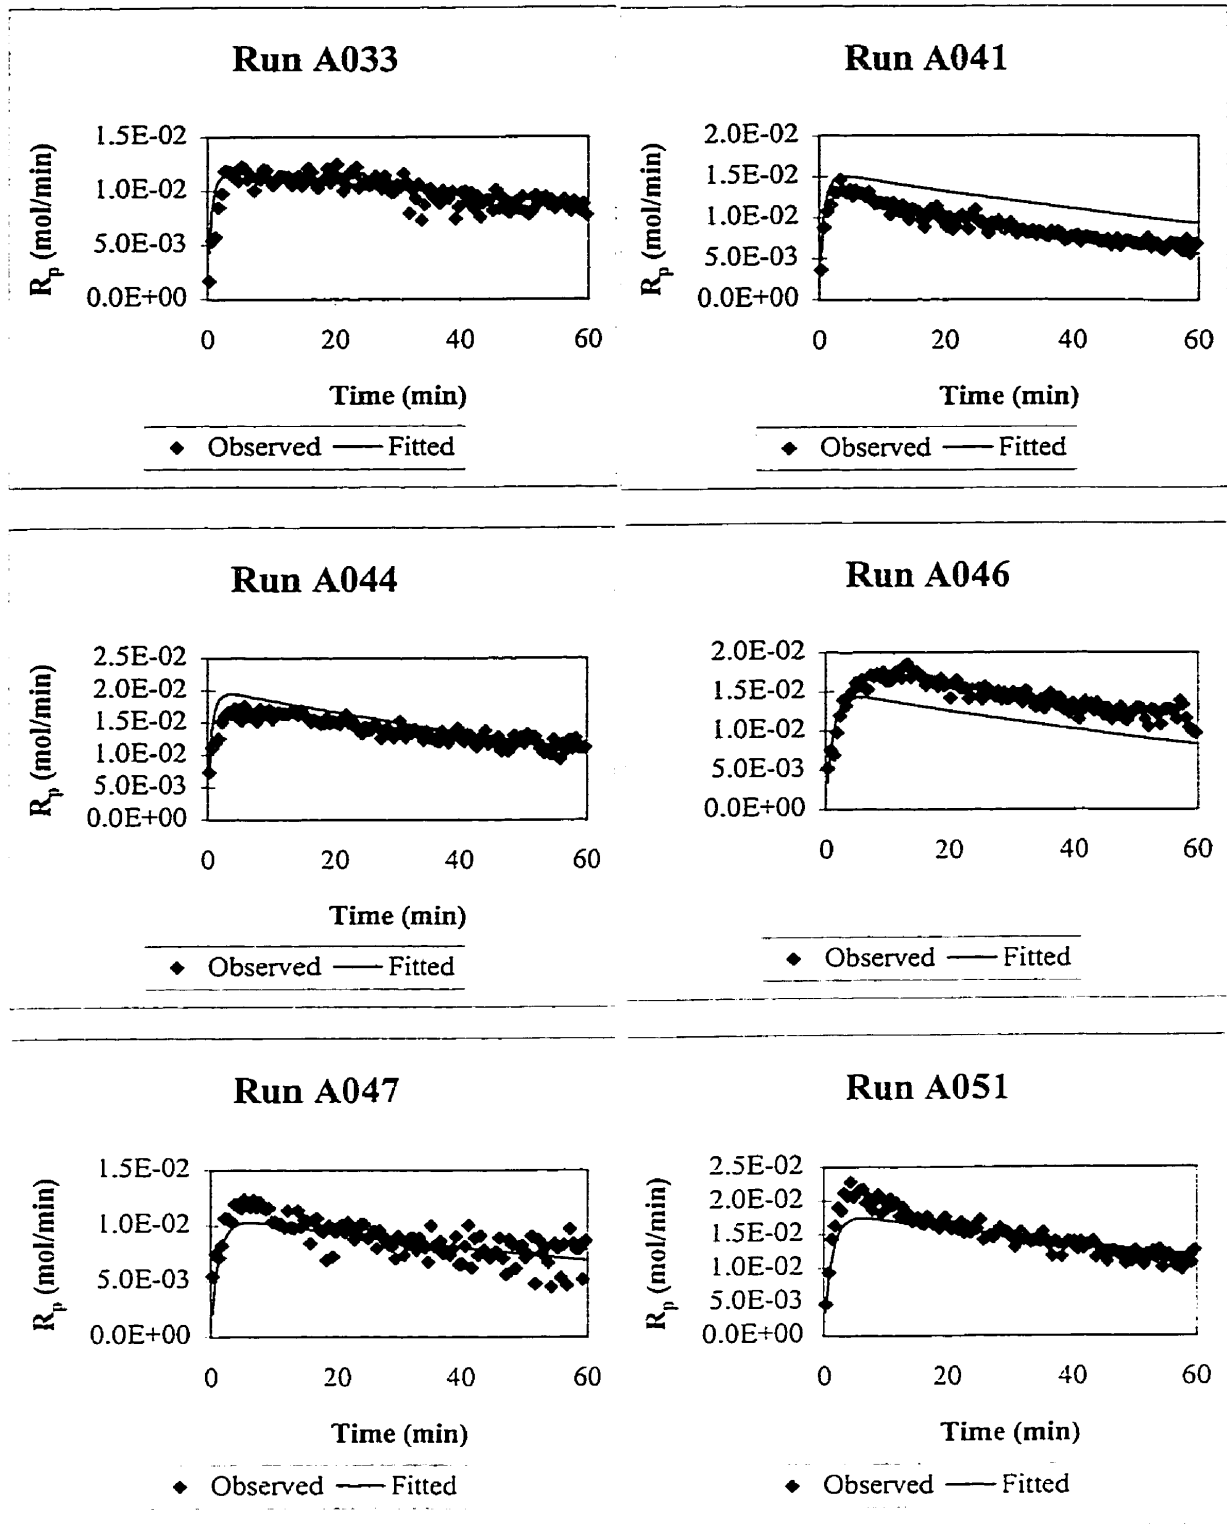 Run A033
R_p (mol/min)
1.5E-02
1.0E-02
5.0E-03
0.0E+00
0 20 40 60
Time (min)
Observed Fitted
Run A041
R_p (mol/min)
2.0E-02
1.5E-02
1.0E-02
5.0E-03
0.0E+00
0 20 40 60
Time (min)
Observed Fitted
Run A044
R_p (mol/min)
2.5E-02
2.0E-02
1.5E-02
1.0E-02
5.0E-03
0.0E+00
0 20 40 60
Time (min)
Observed Fitted
Run A046
R_p (mol/min)
2.0E-02
1.5E-02
1.0E-02
5.0E-03
0.0E+00
0 20 40 60
Observed Fitted
Run A047
R_p (mol/min)
1.5E-02
1.0E-02
5.0E-03
0.0E+00
0 20 40 60
Time (min)
Observed Fitted
Run A051
R_p (mol/min)
2.5E-02
2.0E-02
1.5E-02
1.0E-02
5.0E-03
0.0E+00
0 20 40 60
Time (min)
Observed Fitted